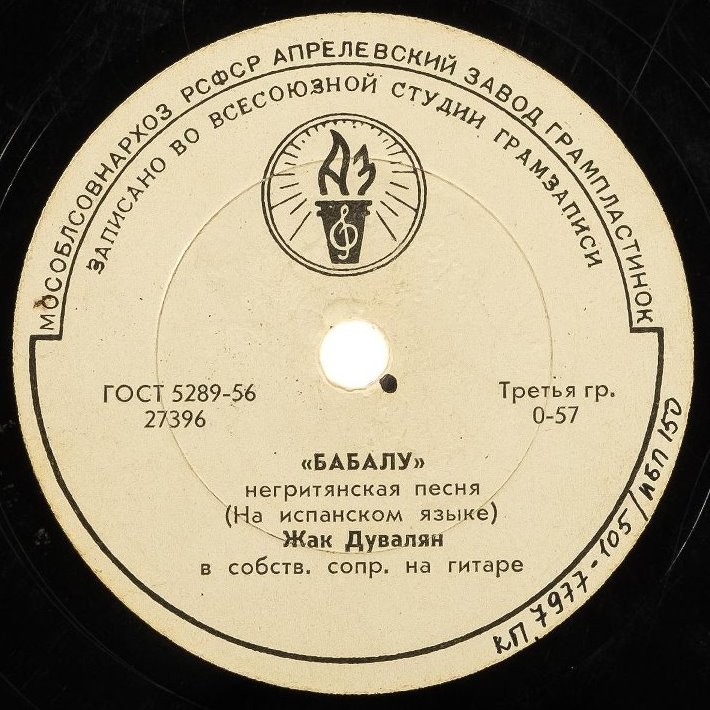 МОСОБЛСОВНАРХОЗ РСФСР АПРЕЛЕВСКИЙ ЗАВОД ГРАМПЛАСТИНОК
ЗАПИСАНО ВО ВСЕСОЮЗНОЙ СТУДИИ ГРАМЗАПИСИ
АЗ
ГОСТ 5289-56
27396
Третья гр.
0-57
«БАБАЛУ»
негритянская песня
(На испанском языке)
Жак Дувалян
в собств. сопр. на гитаре
КП. 7977-105/ИБП 150